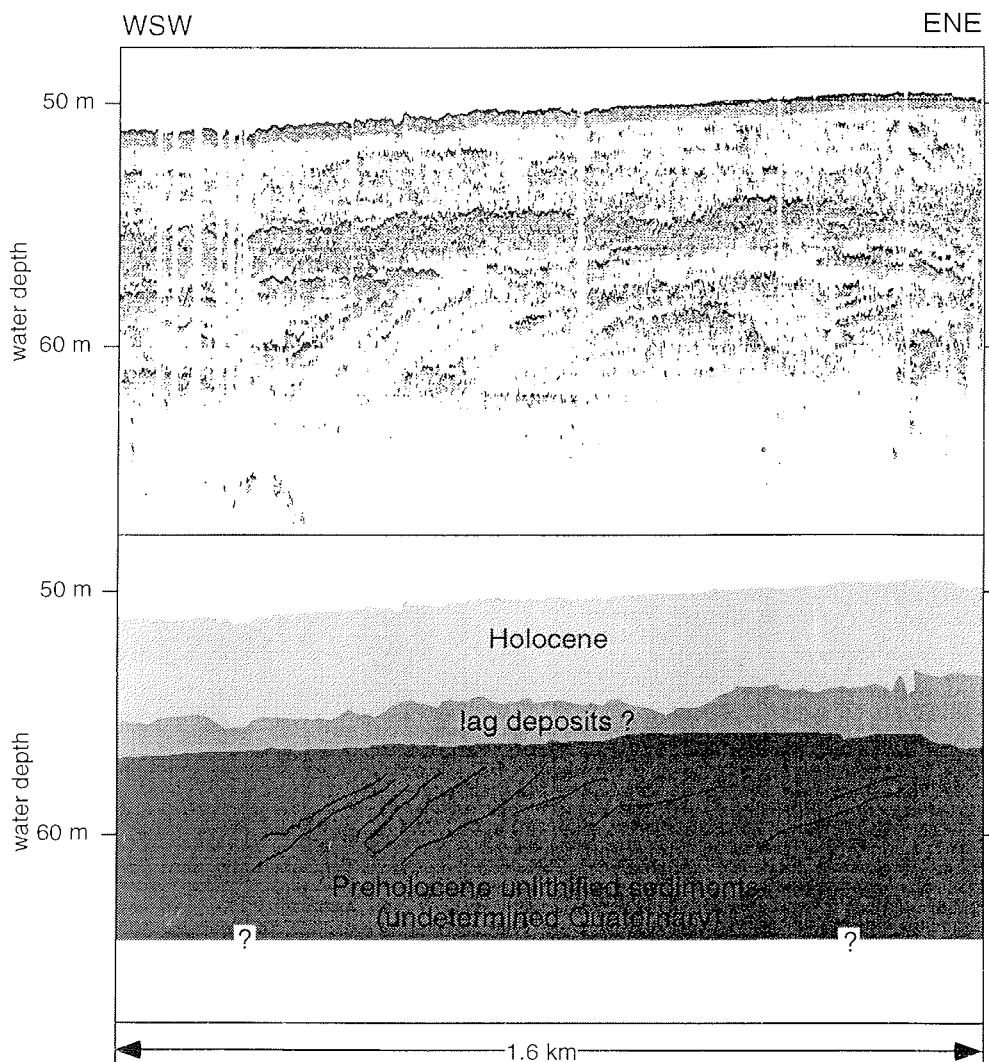 WSW ENE
50 m
water depth
60 m
50 m
Holocene
lag deposits ?
water depth
60 m
Preholocene unlithified sediments
(undetermined Quaternary)
? ?
1.6 km